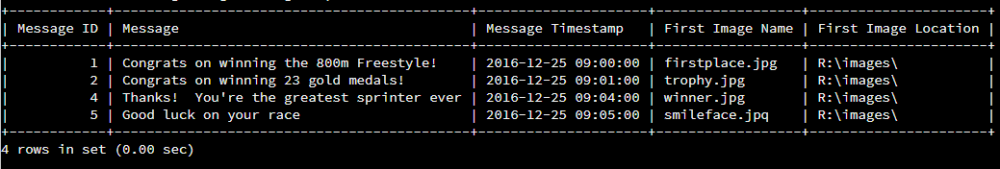 | Message ID | Message | Message Timestamp | First Image Name | First Image Location |
| 1 | Congrats on winning the 800m Freestyle! | 2016-12-25 09:00:00 | firstplace.jpg | R:\images\ |
| 2 | Congrats on winning 23 gold medals! | 2016-12-25 09:01:00 | trophy.jpg | R:\images\ |
| 4 | Thanks!  You're the greatest sprinter ever | 2016-12-25 09:04:00 | winner.jpg | R:\images\ |
| 5 | Good luck on your race | 2016-12-25 09:05:00 | smileface.jpq | R:\images\ |
4 rows in set (0.00 sec)